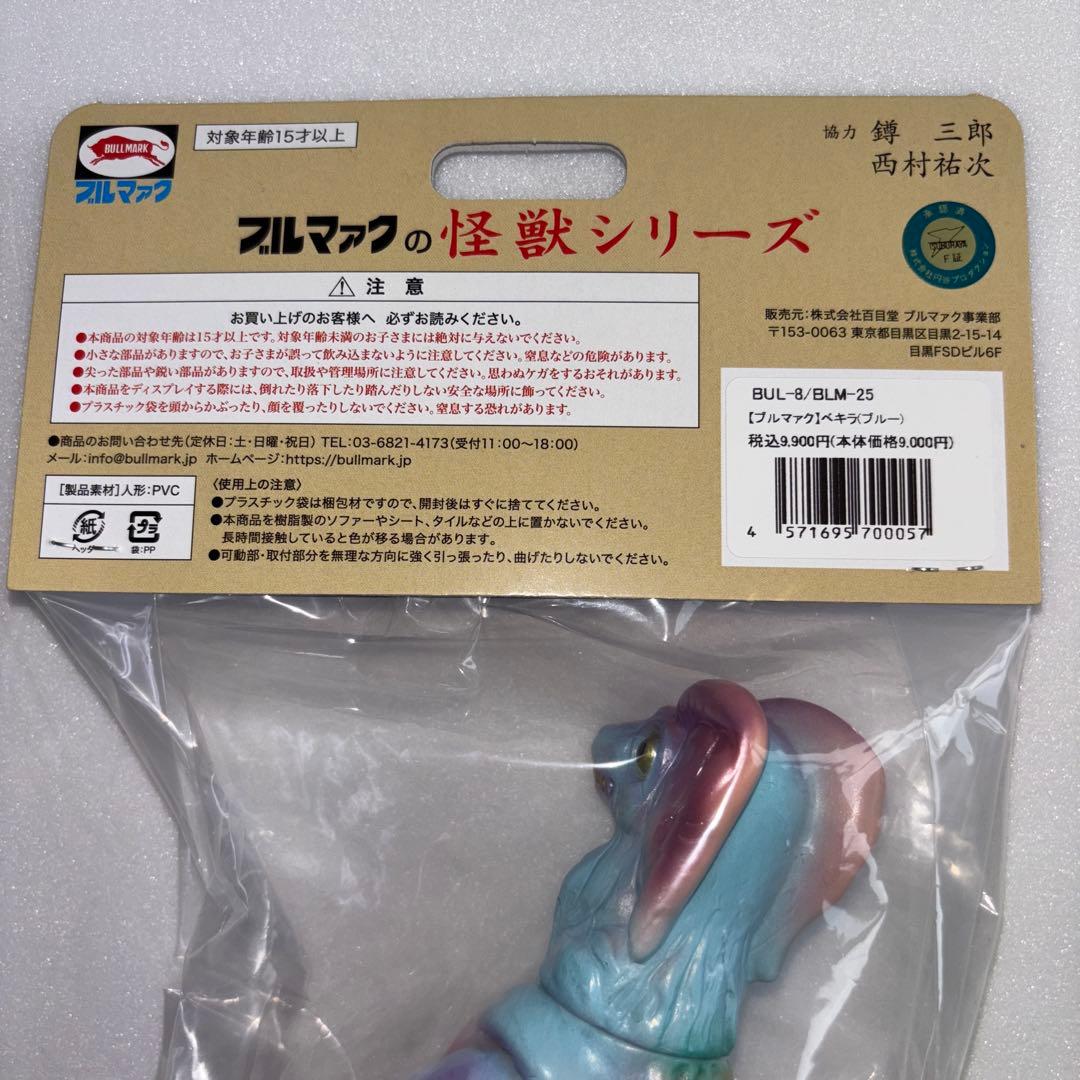 BULLMARK
ブルマァク
対象年齢15才以上
協力 鐏 三郎
西村祐次
ブルマァクの怪獣シリーズ
承認済
TSUBURAYA
F証
株式会社円谷プロダクション
⚠ 注 意
お買い上げのお客様へ 必ずお読みください。
●本商品の対象年齢は15才以上です。対象年齢未満のお子さまには絶対に与えないでください。
●小さな部品がありますので、お子さまが誤って飲み込まないように注意してください。窒息などの危険があります。
●尖った部品や鋭い部品がありますので、取扱や管理場所に注意してください。思わぬケガをするおそれがあります。
●本商品をディスプレイする際には、倒れたり落下したり踏んだりしない安全な場所に飾ってください。
●プラスチック袋を頭からかぶったり、顔を覆ったりしないでください。窒息する恐れがあります。
販売元:株式会社百目堂 ブルマァク事業部
〒153-0063 東京都目黒区目黒2-15-14
目黒FSDビル6F
●商品のお問い合わせ先(定休日:土・日曜・祝日) TEL:03-6821-4173(受付11:00〜18:00)
メール:info@bullmark.jp ホームページ:https://bullmark.jp
[製品素材]人形:PVC
紙
ヘッダー
プラ
袋:PP
〈使用上の注意〉
●プラスチック袋は梱包材ですので、開封後はすぐに捨ててください。
●本商品を樹脂製のソファーやシート、タイルなどの上に置かないでください。
長時間接触していると色が移る場合があります。
●可動部・取付部分を無理な方向に強く引っ張ったり、曲げたりしないでください。
BUL-8/BLM-25
【ブルマァク】ベキラ(ブルー)
税込9,900円(本体価格9,000円)
4 571695 700057